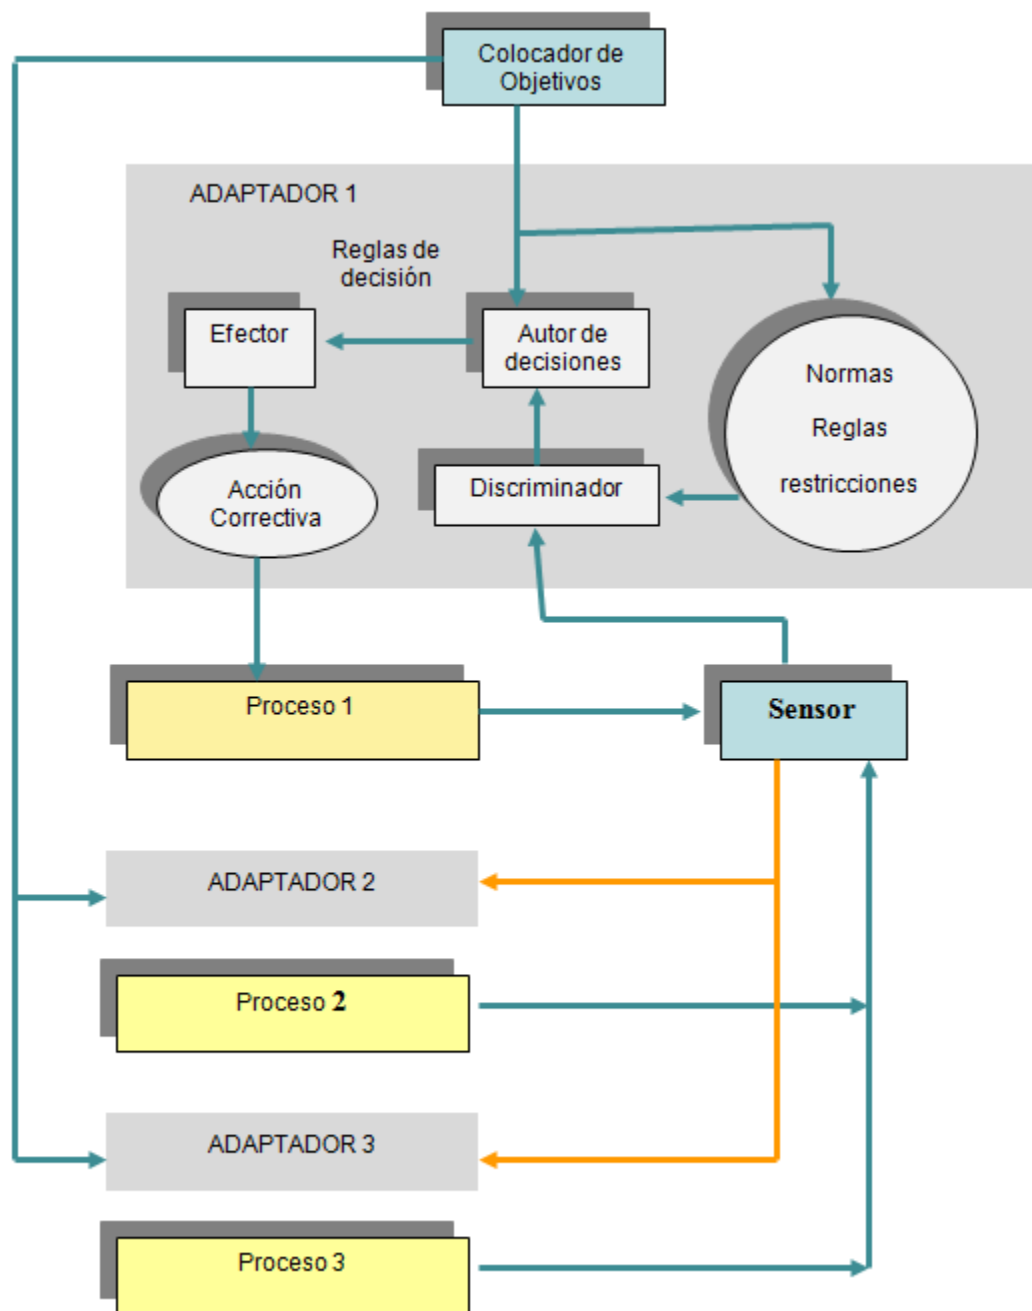 Colocador de
Objetivos
ADAPTADOR 1
Reglas de
decisión
Efector
Autor de
decisiones
Normas
Reglas
restricciones
Discriminador
Acción
Correctiva
Proceso 1
Sensor
ADAPTADOR 2
Proceso 2
ADAPTADOR 3
Proceso 3